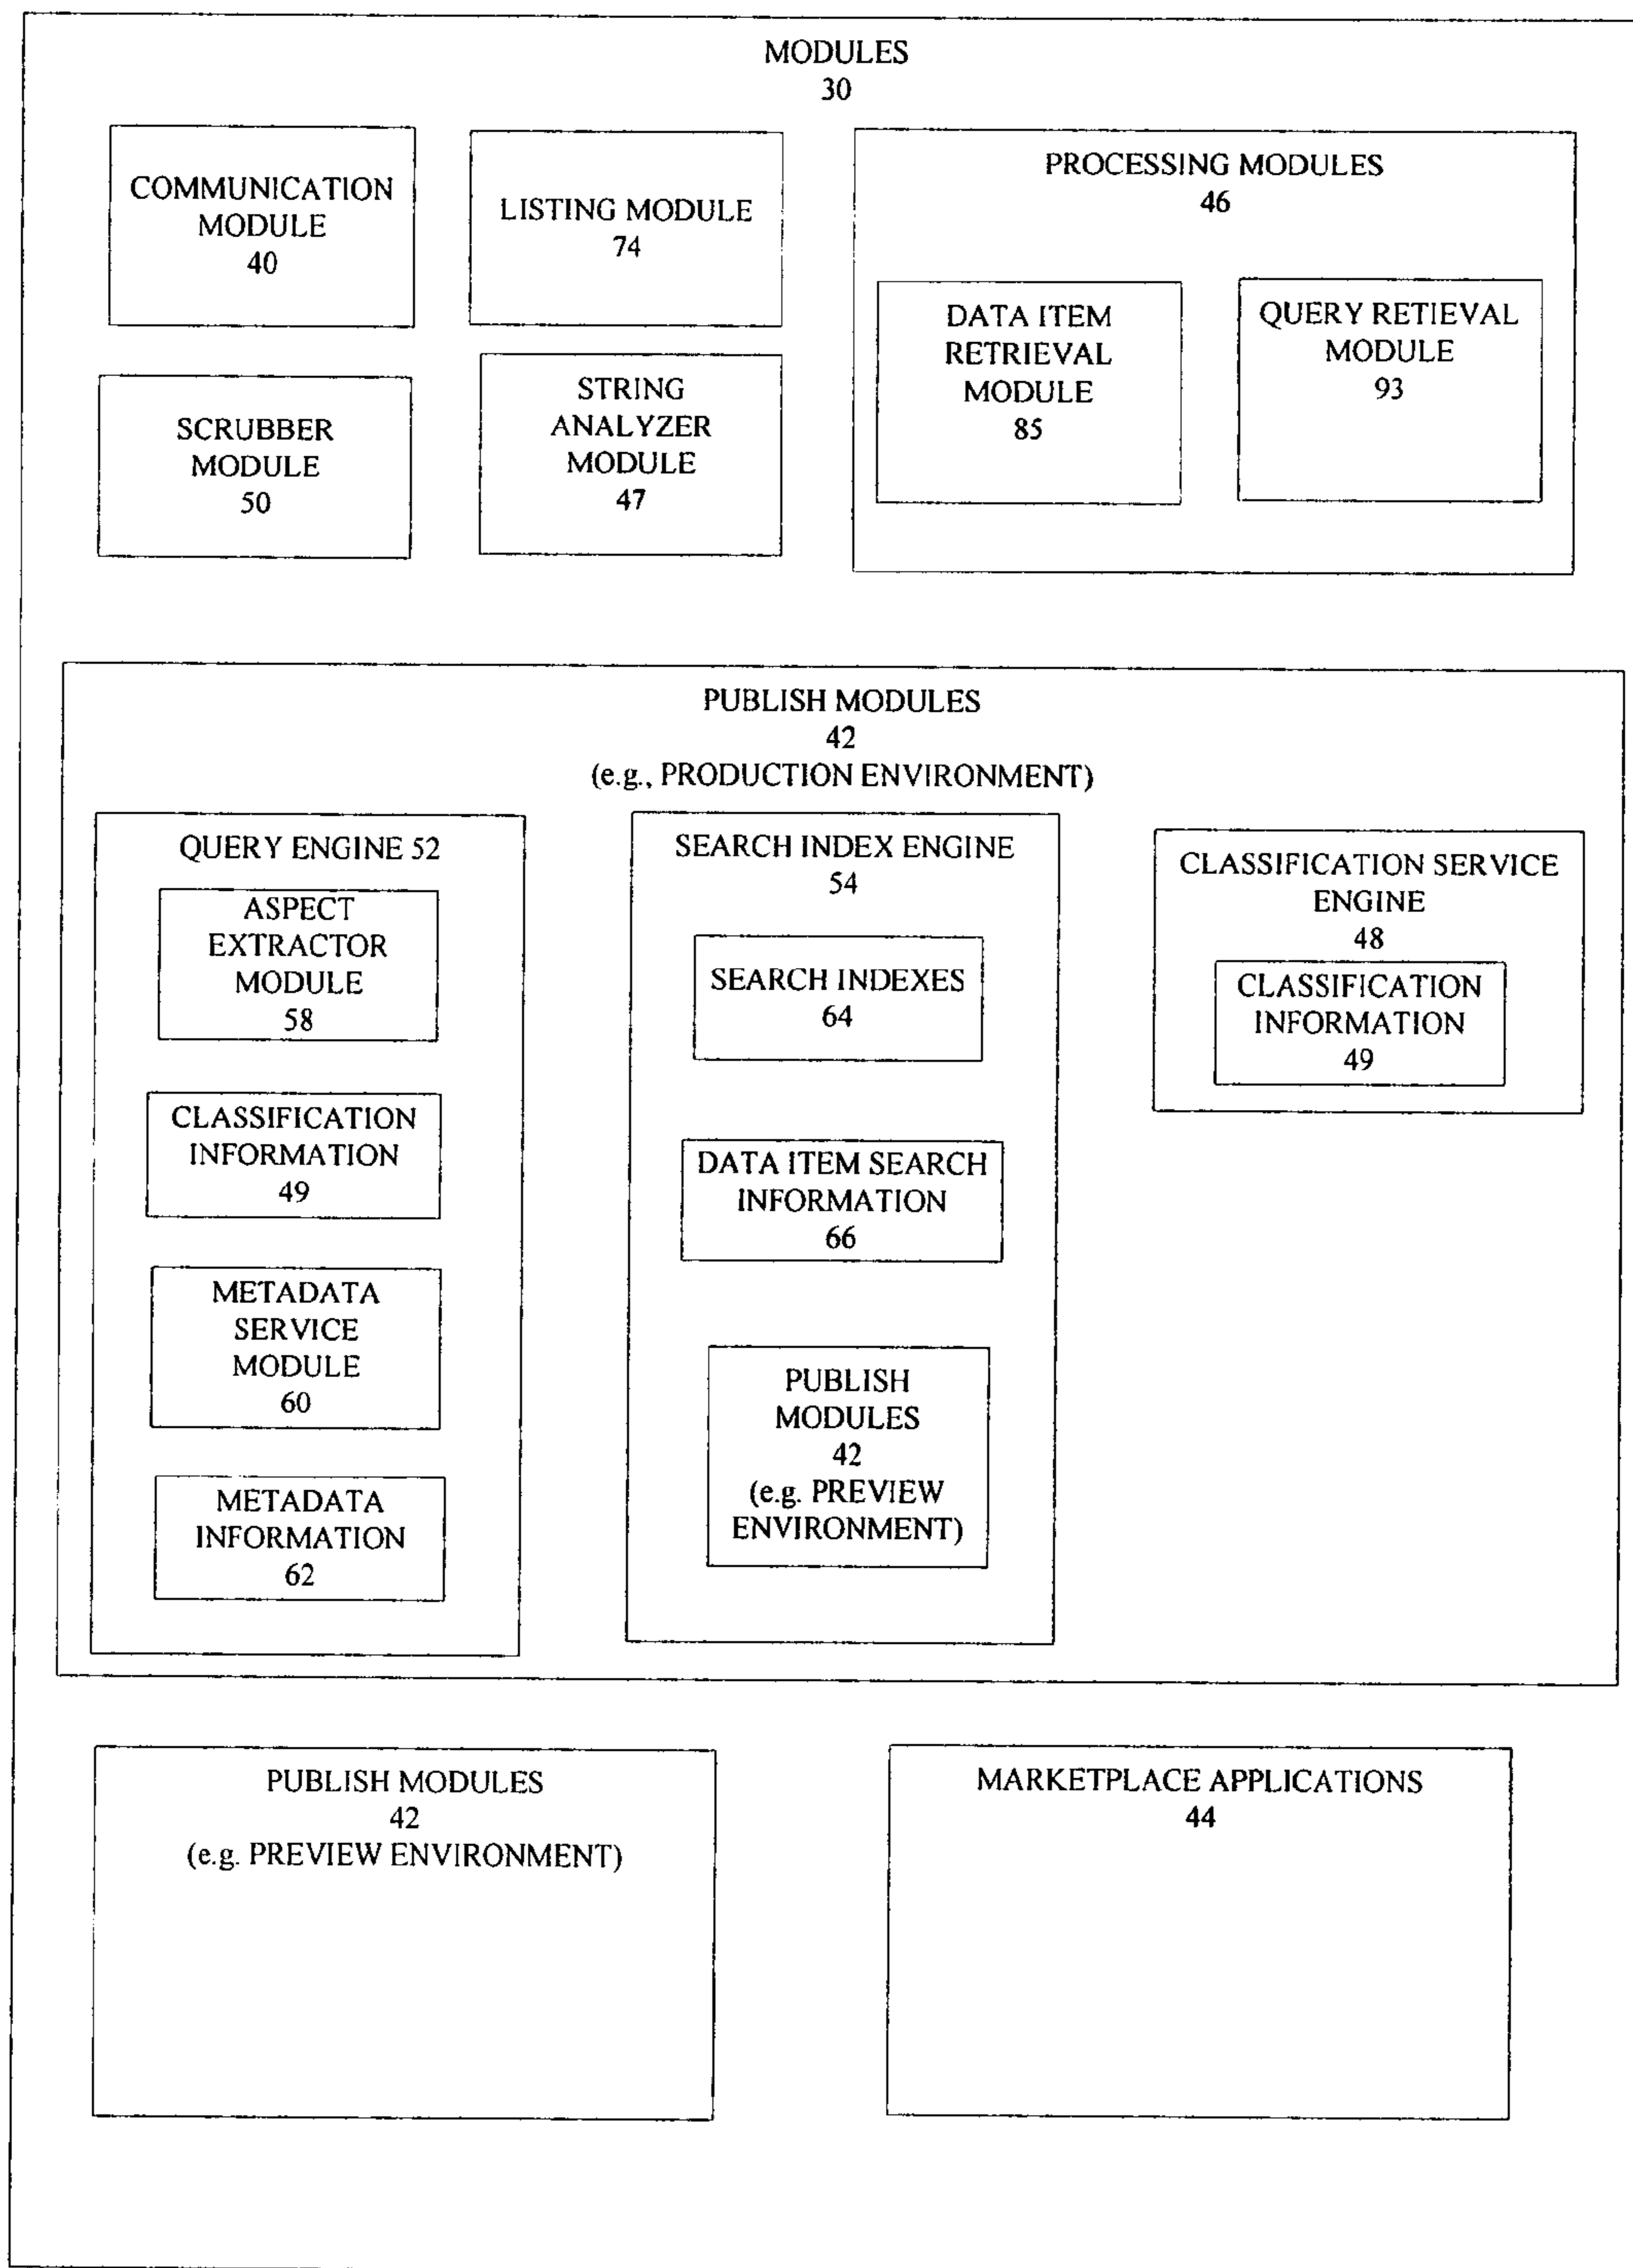 MODULES
30
COMMUNICATION
MODULE
40
LISTING MODULE
74
PROCESSING MODULES
46
DATA ITEM
RETRIEVAL
MODULE
85
QUERY RETIEVAL
MODULE
93
SCRUBBER
MODULE
50
STRING
ANALYZER
MODULE
47
PUBLISH MODULES
42
(e.g., PRODUCTION ENVIRONMENT)
QUERY ENGINE 52
ASPECT
EXTRACTOR
MODULE
58
CLASSIFICATION
INFORMATION
49
METADATA
SERVICE
MODULE
60
METADATA
INFORMATION
62
SEARCH INDEX ENGINE
54
SEARCH INDEXES
64
DATA ITEM SEARCH
INFORMATION
66
PUBLISH
MODULES
42
(e.g. PREVIEW
ENVIRONMENT)
CLASSIFICATION SERVICE
ENGINE
48
CLASSIFICATION
INFORMATION
49
PUBLISH MODULES
42
(e.g. PREVIEW ENVIRONMENT)
MARKETPLACE APPLICATIONS
44